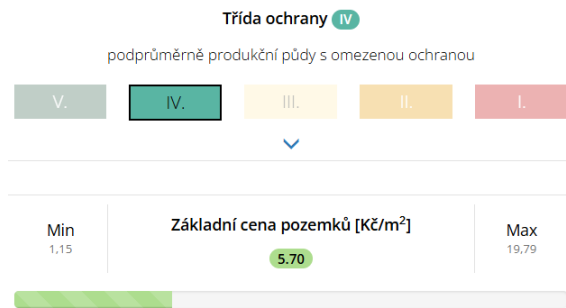 Třída ochrany IV
podprůměrně produkční půdy s omezenou ochranou
V. IV. III. II. I.
Min Základní cena pozemků [Kč/m²] Max
1,15 5.70 19,79